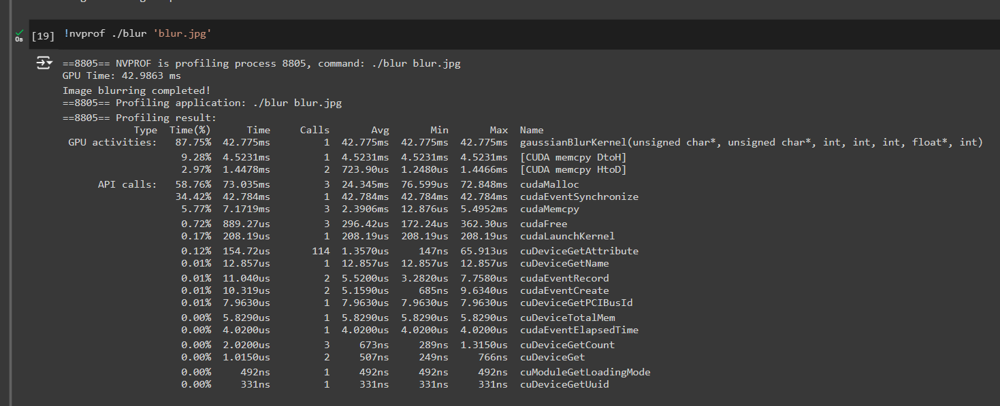 [19] !nvprof ./blur 'blur.jpg'
0s
==8805== NVPROF is profiling process 8805, command: ./blur blur.jpg
GPU Time: 42.9863 ms
Image blurring completed!
==8805== Profiling application: ./blur blur.jpg
==8805== Profiling result:
Type Time(%) Time Calls Avg Min Max Name
GPU activities: 87.75% 42.775ms 1 42.775ms 42.775ms 42.775ms gaussianBlurKernel(unsigned char*, unsigned char*, int, int, int, float*, int)
9.28% 4.5231ms 1 4.5231ms 4.5231ms 4.5231ms [CUDA memcpy DtoH]
2.97% 1.4478ms 2 723.90us 1.2480us 1.4466ms [CUDA memcpy HtoD]
API calls: 58.76% 73.035ms 3 24.345ms 76.599us 72.848ms cudaMalloc
34.42% 42.784ms 1 42.784ms 42.784ms 42.784ms cudaEventSynchronize
5.77% 7.1719ms 3 2.3906ms 12.876us 5.4952ms cudaMemcpy
0.72% 889.27us 3 296.42us 172.24us 362.30us cudaFree
0.17% 208.19us 1 208.19us 208.19us 208.19us cudaLaunchKernel
0.12% 154.72us 114 1.3570us 147ns 65.913us cuDeviceGetAttribute
0.01% 12.857us 1 12.857us 12.857us 12.857us cuDeviceGetName
0.01% 11.040us 2 5.5200us 3.2820us 7.7580us cudaEventRecord
0.01% 10.319us 2 5.1590us 685ns 9.6340us cudaEventCreate
0.01% 7.9630us 1 7.9630us 7.9630us 7.9630us cuDeviceGetPCIBusId
0.00% 5.8290us 1 5.8290us 5.8290us 5.8290us cuDeviceTotalMem
0.00% 4.0200us 1 4.0200us 4.0200us 4.0200us cudaEventElapsedTime
0.00% 2.0200us 3 673ns 289ns 1.3150us cuDeviceGetCount
0.00% 1.0150us 2 507ns 249ns 766ns cuDeviceGet
0.00% 492ns 1 492ns 492ns 492ns cuModuleGetLoadingMode
0.00% 331ns 1 331ns 331ns 331ns cuDeviceGetUuid